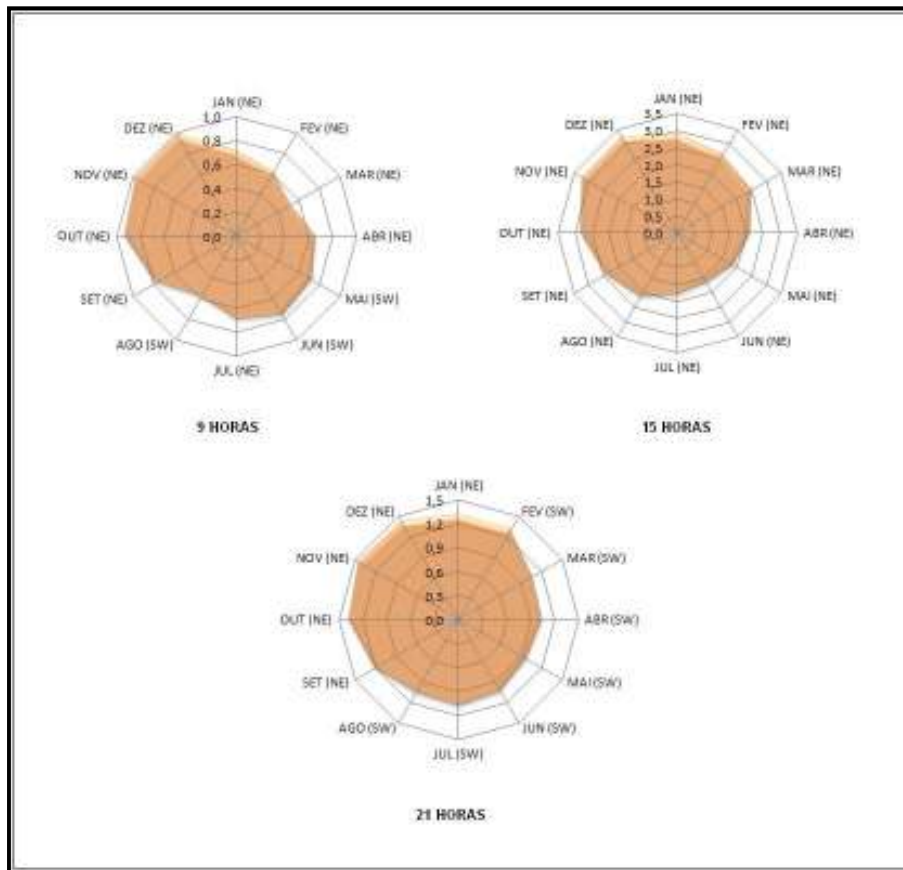 JAN (NE)
FEV (NE)
MAR (NE)
ABR (NE)
MAI (SW)
JUN (SW)
JUL (NE)
AGO (SW)
SET (NE)
OUT (NE)
NOV (NE)
DEZ (NE)
1,0
0,8
0,6
0,4
0,2
0,0
9 HORAS
JAN (NE)
FEV (NE)
MAR (NE)
ABR (NE)
MAI (NE)
JUN (NE)
JUL (NE)
AGO (NE)
SET (NE)
OUT (NE)
NOV (NE)
DEZ (NE)
3,5
3,0
2,5
2,0
1,5
1,0
0,5
0,0
15 HORAS
JAN (NE)
FEV (SW)
MAR (SW)
ABR (SW)
MAI (SW)
JUN (SW)
JUL (SW)
AGO (SW)
SET (NE)
OUT (NE)
NOV (NE)
DEZ (NE)
1,5
1,2
0,9
0,6
0,3
0,0
21 HORAS